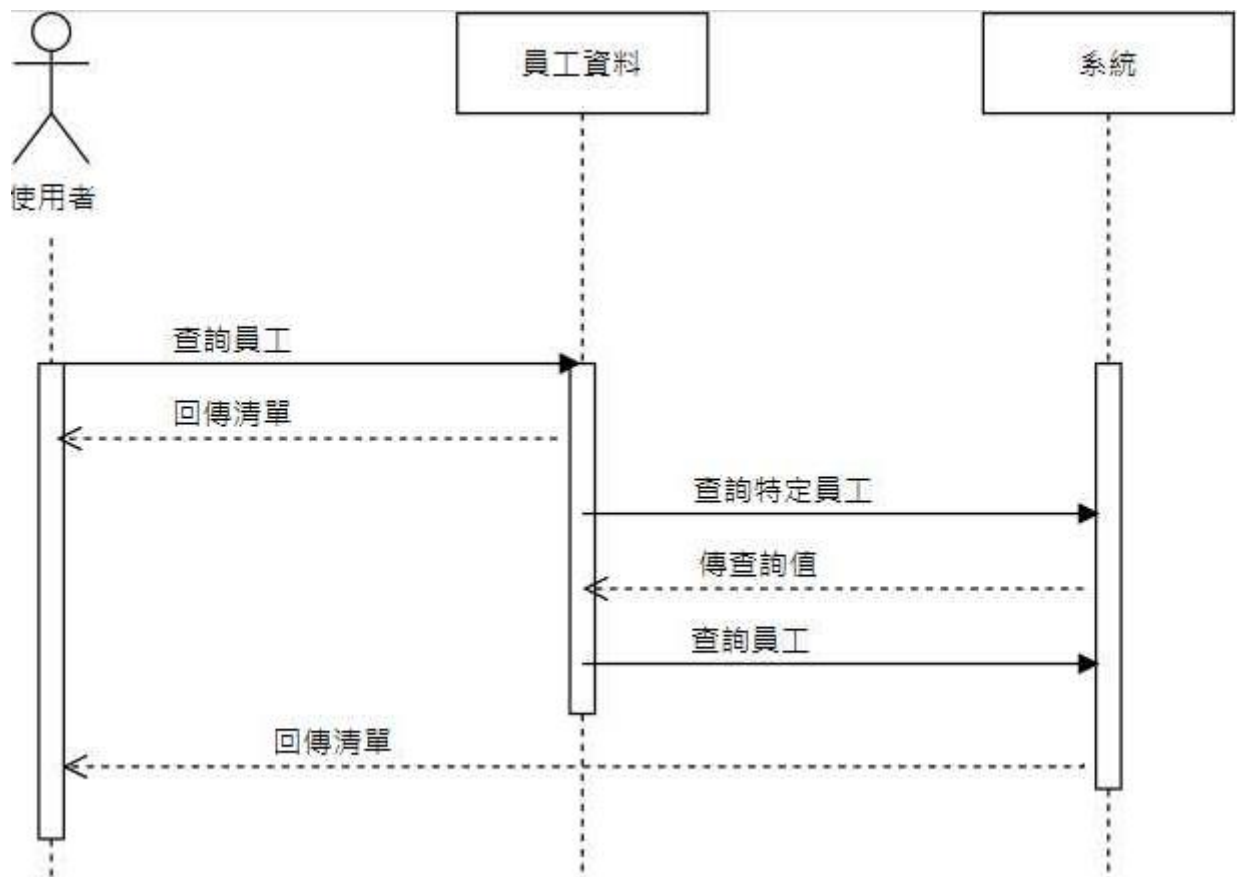 員工資料
系統
使用者
查詢員工
回傳清單
查詢特定員工
傳查詢值
查詢員工
回傳清單